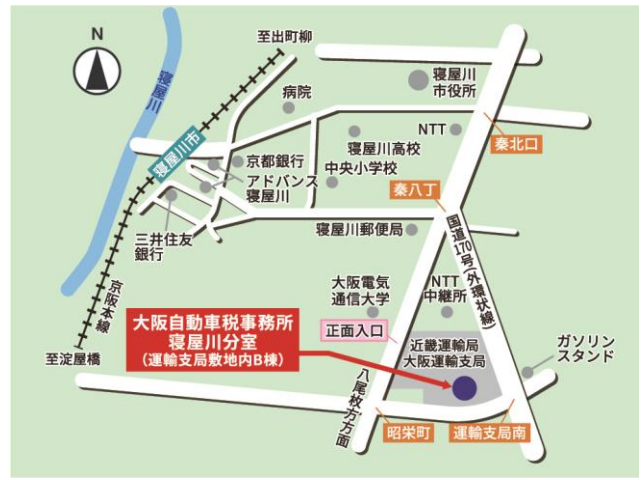 N
至出町柳
寝屋川
病院
寝屋川
市役所
寝屋川市
京都銀行
アドバンス
寝屋川
寝屋川高校
中央小学校
NTT
秦北口
秦八丁
三井住友
銀行
寝屋川郵便局
国道170号(外環状線)
京阪本線
大阪電気
通信大学
NTT
中継所
大阪自動車税事務所
寝屋川分室
(運輸支局敷地内B棟)
正面入口
近畿運輸局
大阪運輸支局
ガソリン
スタンド
至淀屋橋
八尾枚方方面
昭栄町
運輸支局南